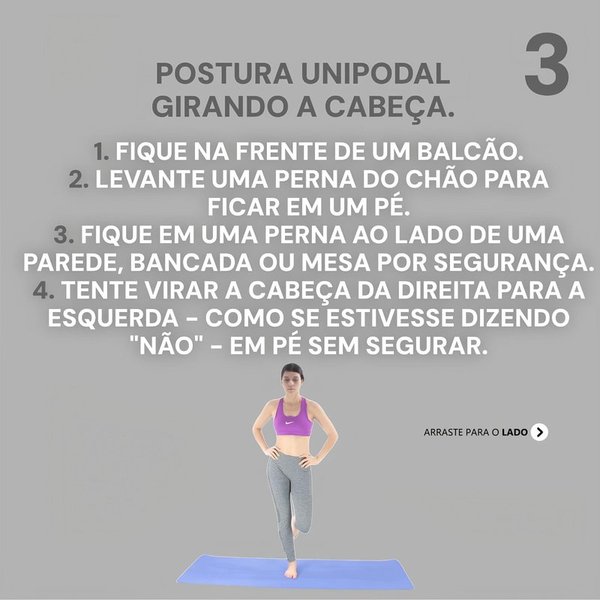 3
POSTURA UNIPODAL
GIRANDO A CABEÇA.
1. FIQUE NA FRENTE DE UM BALCÃO.
2. LEVANTE UMA PERNA DO CHÃO PARA
FICAR EM UM PÉ.
3. FIQUE EM UMA PERNA AO LADO DE UMA
PAREDE, BANCADA OU MESA POR SEGURANÇA.
4. TENTE VIRAR A CABEÇA DA DIREITA PARA A
ESQUERDA - COMO SE ESTIVESSE DIZENDO
"NÃO" - EM PÉ SEM SEGURAR.
ARRASTE PARA O LADO